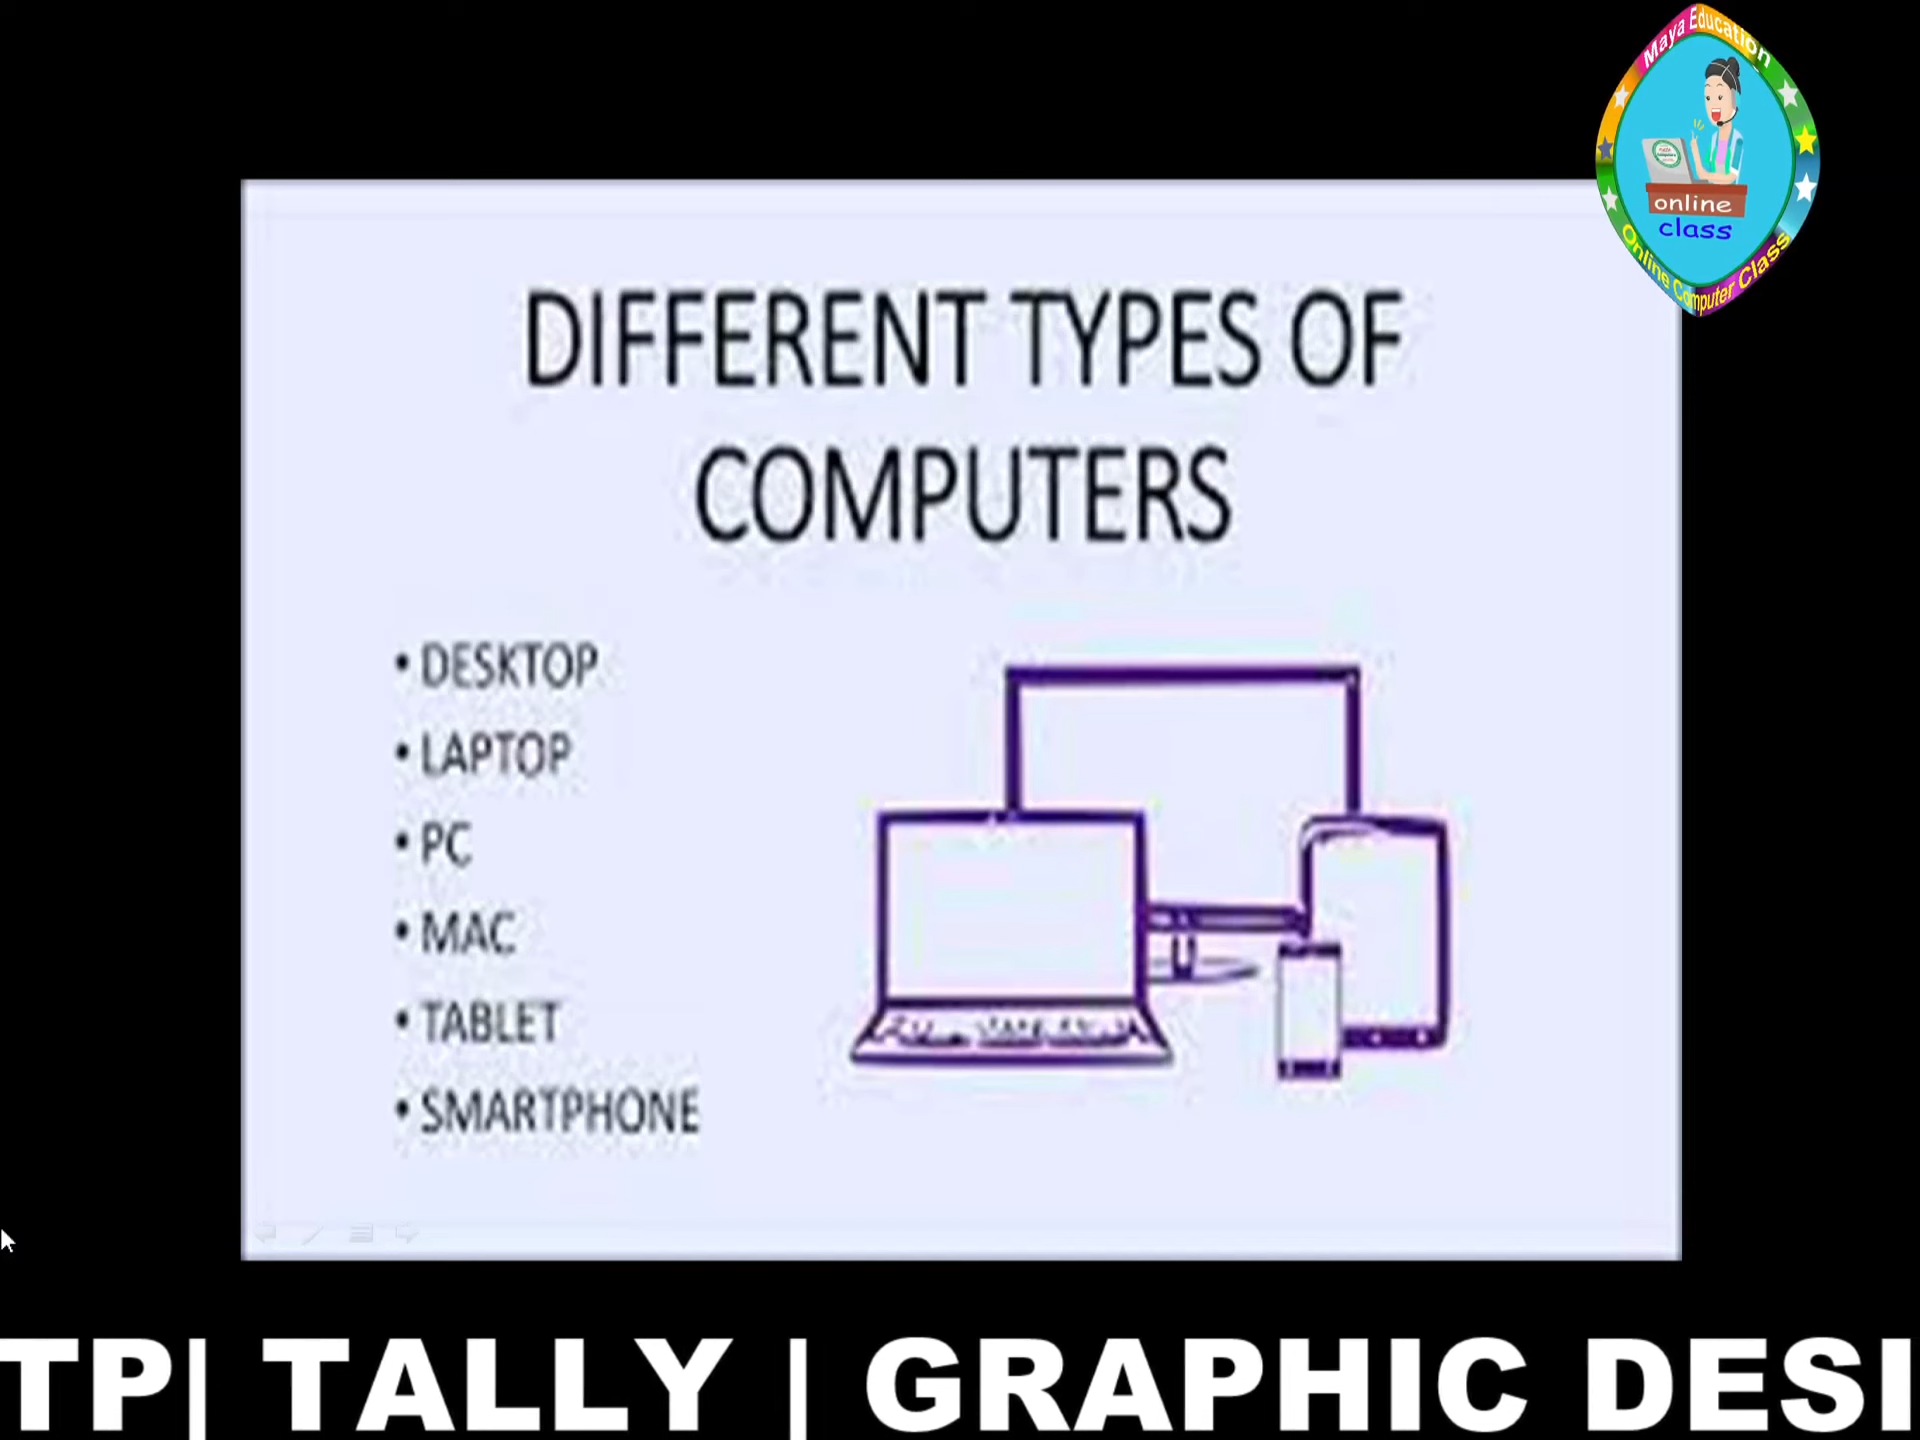 Maya Education
online
class
Online Computer Class
DIFFERENT TYPES OF
COMPUTERS
• DESKTOP
• LAPTOP
• PC
• MAC
• TABLET
• SMARTPHONE
TP| TALLY | GRAPHIC DESI